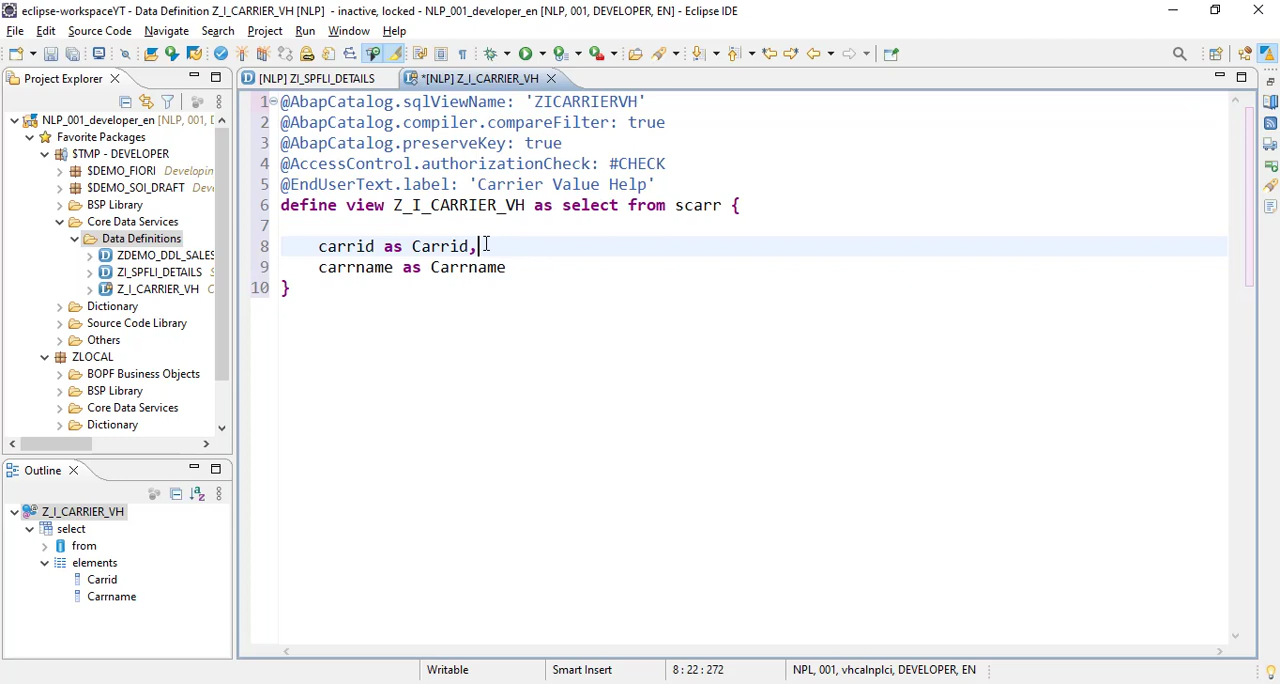 eclipse-workspaceYT - Data Definition Z_I_CARRIER_VH [NLP] - inactive, locked - NLP_001_developer_en [NLP, 001, DEVELOPER, EN] - Eclipse IDE
File Edit Source Code Navigate Search Project Run Window Help
Project Explorer
[NLP] ZI_SPFLI_DETAILS
*[NLP] Z_I_CARRIER_VH
NLP_001_developer_en [NLP, 001, D
Favorite Packages
$TMP - DEVELOPER
$DEMO_FIORI Developin
$DEMO_SOI_DRAFT Deve
BSP Library
Core Data Services
Data Definitions
ZDEMO_DDL_SALES
ZI_SPFLI_DETAILS S
Z_I_CARRIER_VH C
Dictionary
Source Code Library
Others
ZLOCAL
BOPF Business Objects
BSP Library
Core Data Services
Dictionary
1 @AbapCatalog.sqlViewName: 'ZICARRIERVH'
2 @AbapCatalog.compiler.compareFilter: true
3 @AbapCatalog.preserveKey: true
4 @AccessControl.authorizationCheck: #CHECK
5 @EndUserText.label: 'Carrier Value Help'
6 define view Z_I_CARRIER_VH as select from scarr {
7
8 carrid as Carrid,
9 carrname as Carrname
10 }
Outline
Z_I_CARRIER_VH
select
from
elements
Carrid
Carrname
Writable
Smart Insert
8 : 22 : 272
NPL, 001, vhcalnplci, DEVELOPER, EN